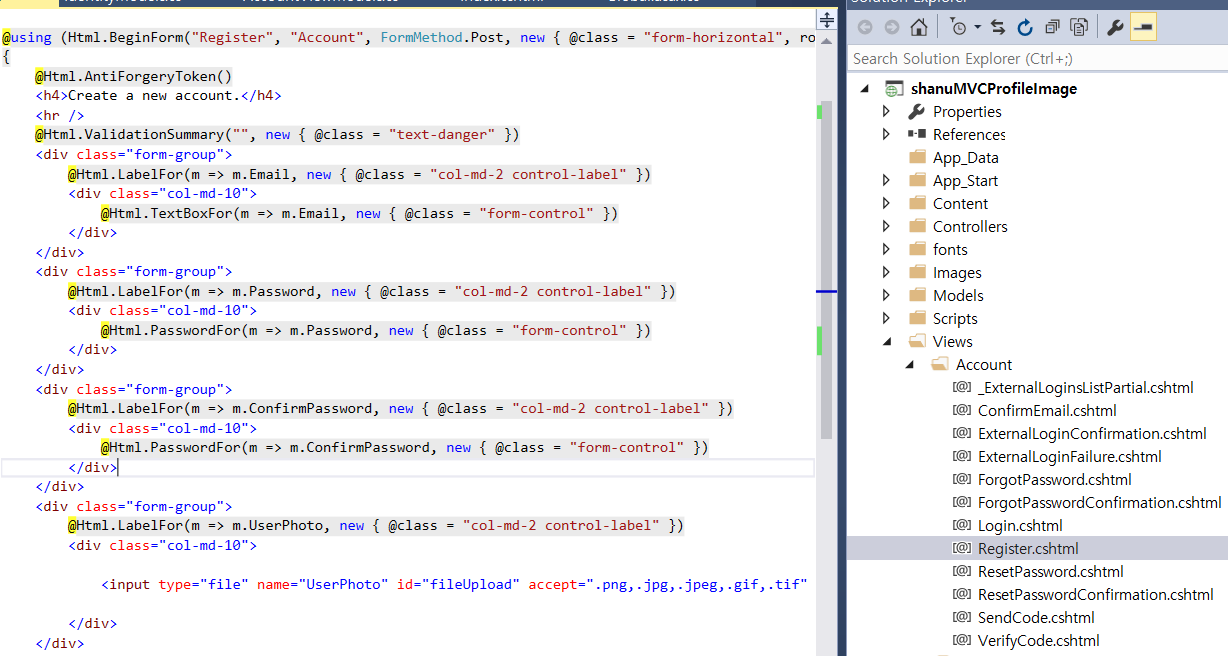 @using (Html.BeginForm("Register", "Account", FormMethod.Post, new { @class = "form-horizontal", ro
{
@Html.AntiForgeryToken()
<h4>Create a new account.</h4>
<hr />
@Html.ValidationSummary("", new { @class = "text-danger" })
<div class="form-group">
@Html.LabelFor(m => m.Email, new { @class = "col-md-2 control-label" })
<div class="col-md-10">
@Html.TextBoxFor(m => m.Email, new { @class = "form-control" })
</div>
</div>
<div class="form-group">
@Html.LabelFor(m => m.Password, new { @class = "col-md-2 control-label" })
<div class="col-md-10">
@Html.PasswordFor(m => m.Password, new { @class = "form-control" })
</div>
</div>
<div class="form-group">
@Html.LabelFor(m => m.ConfirmPassword, new { @class = "col-md-2 control-label" })
<div class="col-md-10">
@Html.PasswordFor(m => m.ConfirmPassword, new { @class = "form-control" })
</div>
</div>
<div class="form-group">
@Html.LabelFor(m => m.UserPhoto, new { @class = "col-md-2 control-label" })
<div class="col-md-10">
<input type="file" name="UserPhoto" id="fileUpload" accept=".png,.jpg,.jpeg,.gif,.tif"
</div>
</div>
Solution Explorer
Search Solution Explorer (Ctrl+;)
shanuMVCProfileImage
Properties
References
App_Data
App_Start
Content
Controllers
fonts
Images
Models
Scripts
Views
Account
_ExternalLoginsListPartial.cshtml
ConfirmEmail.cshtml
ExternalLoginConfirmation.cshtml
ExternalLoginFailure.cshtml
ForgotPassword.cshtml
ForgotPasswordConfirmation.cshtml
Login.cshtml
Register.cshtml
ResetPassword.cshtml
ResetPasswordConfirmation.cshtml
SendCode.cshtml
VerifyCode.cshtml